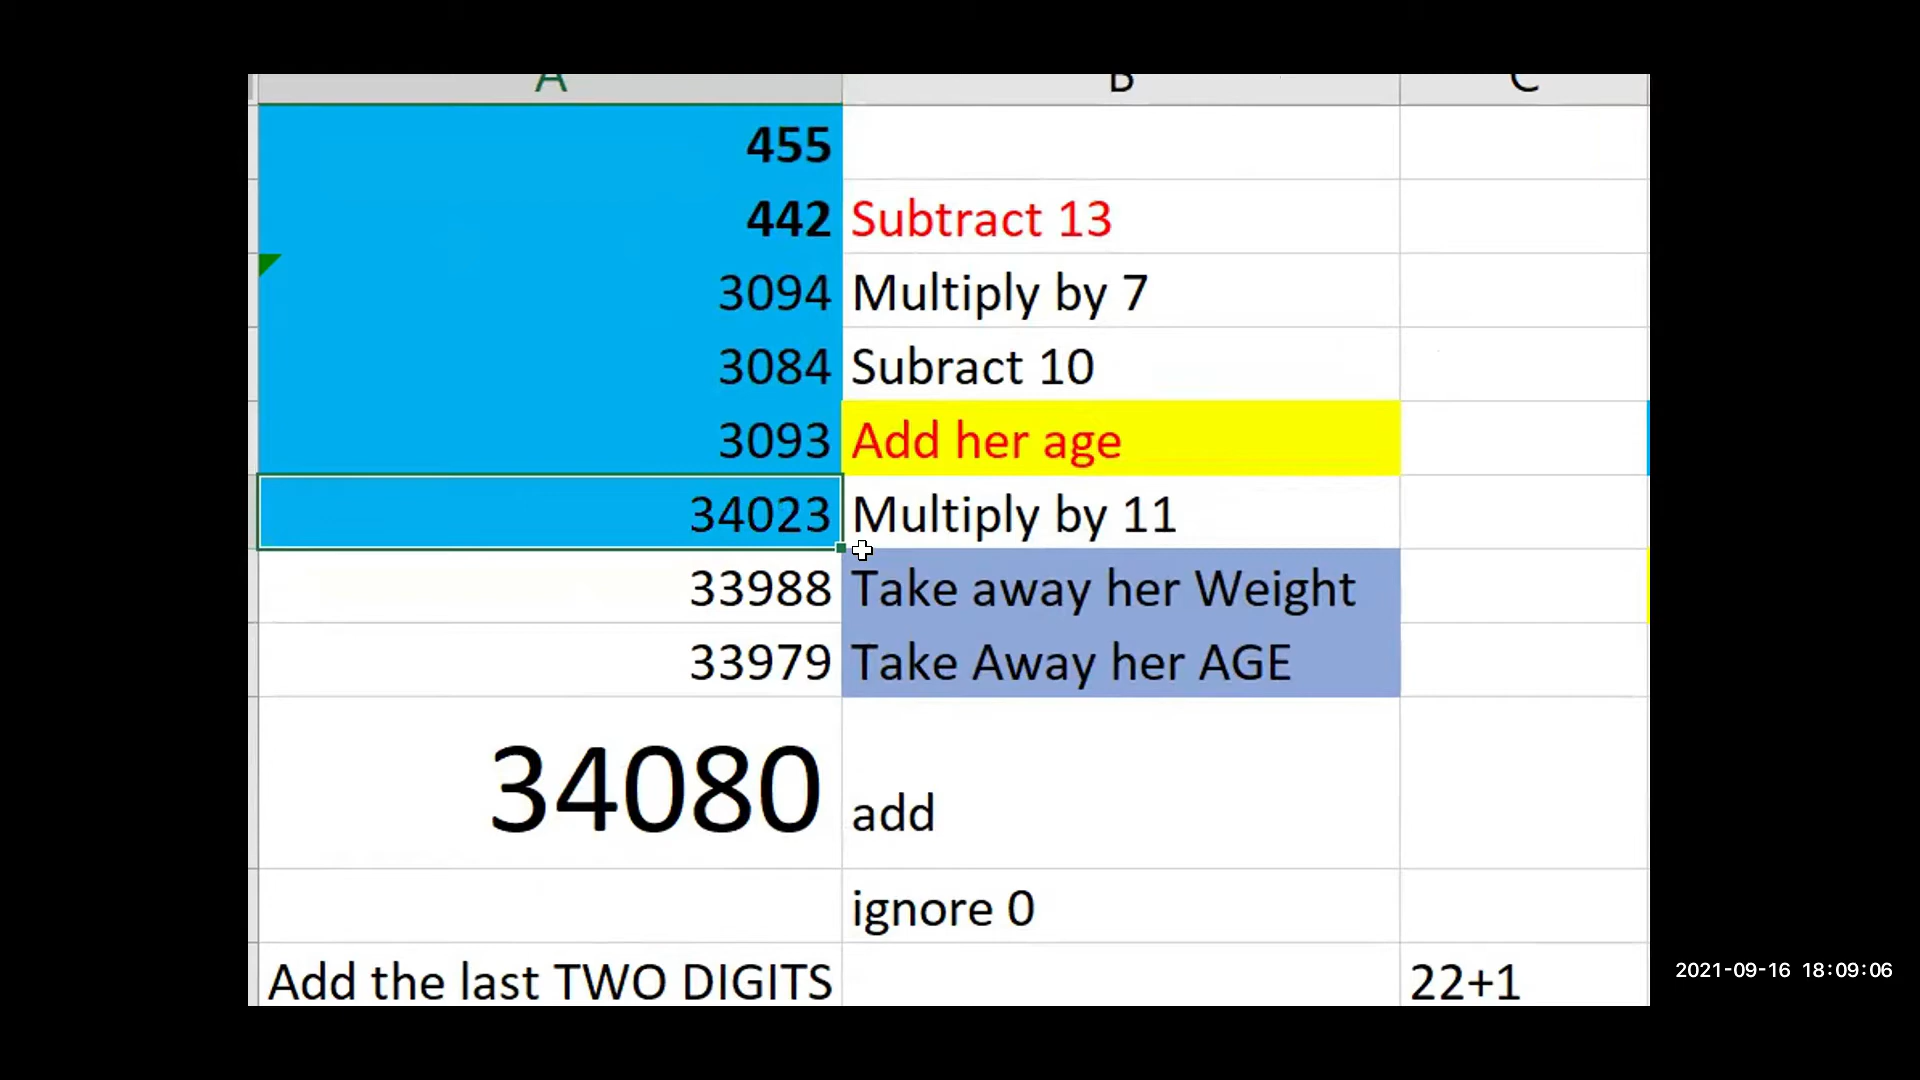 A B C
455
442 Subtract 13
3094 Multiply by 7
3084 Subract 10
3093 Add her age
34023 Multiply by 11
33988 Take away her Weight
33979 Take Away her AGE
34080 add
ignore 0
Add the last TWO DIGITS 22+1
2021-09-16 18:09:06